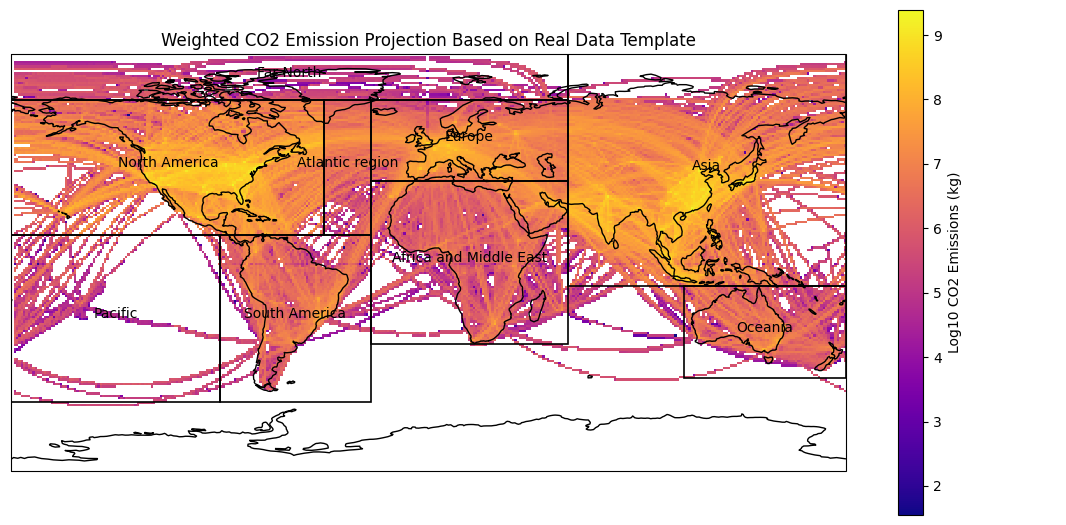 Weighted CO2 Emission Projection Based on Real Data Template
Far North
Europe
North America
Atlantic region
Asia
Africa and Middle East
Pacific
South America
Oceania
9
8
7
6
5
4
3
2
Log10 CO2 Emissions (kg)